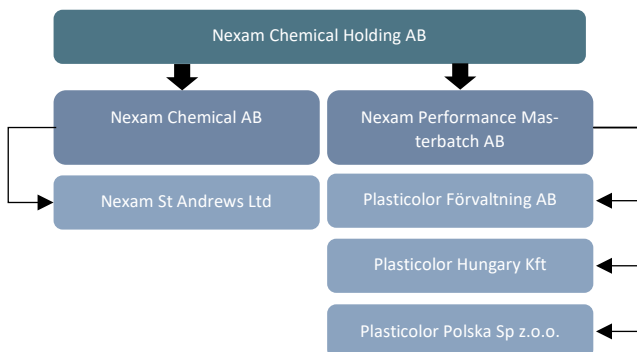 Nexam Chemical Holding AB
Nexam Chemical AB
Nexam Performance Mas-
terbatch AB
Nexam St Andrews Ltd
Plasticolor Förvaltning AB
Plasticolor Hungary Kft
Plasticolor Polska Sp z.o.o.